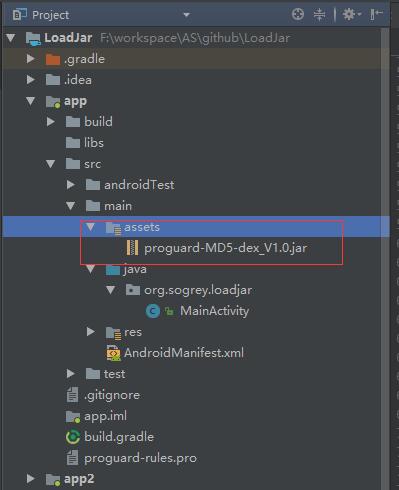 Project
LoadJar F:\workspace\AS\github\LoadJar
.gradle
.idea
app
build
libs
src
androidTest
main
assets
proguard-MD5-dex_V1.0.jar
java
org.sogrey.loadjar
C MainActivity
res
AndroidManifest.xml
test
.gitignore
app.iml
build.gradle
proguard-rules.pro
app2